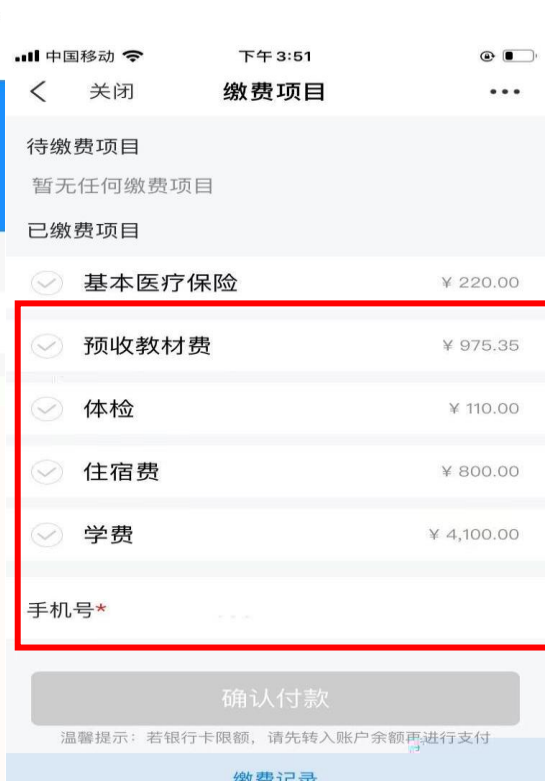 中国移动 下午 3:51
关闭 缴费项目 ...
待缴费项目
暂无任何缴费项目
已缴费项目
基本医疗保险 ¥ 220.00
预收教材费 ¥ 975.35
体检 ¥ 110.00
住宿费 ¥ 800.00
学费 ¥ 4,100.00
手机号*
确认付款
温馨提示：若银行卡限额，请先转入账户余额再进行支付
缴费记录